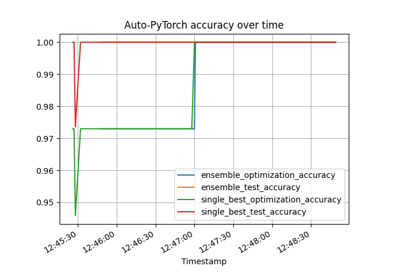 Auto-PyTorch accuracy over time
1.00
0.99
0.98
0.97
0.96
0.95
ensemble_optimization_accuracy
ensemble_test_accuracy
single_best_optimization_accuracy
single_best_test_accuracy
12:45:30
12:46:00
12:46:30
12:47:00
12:47:30
12:48:00
12:48:30
Timestamp